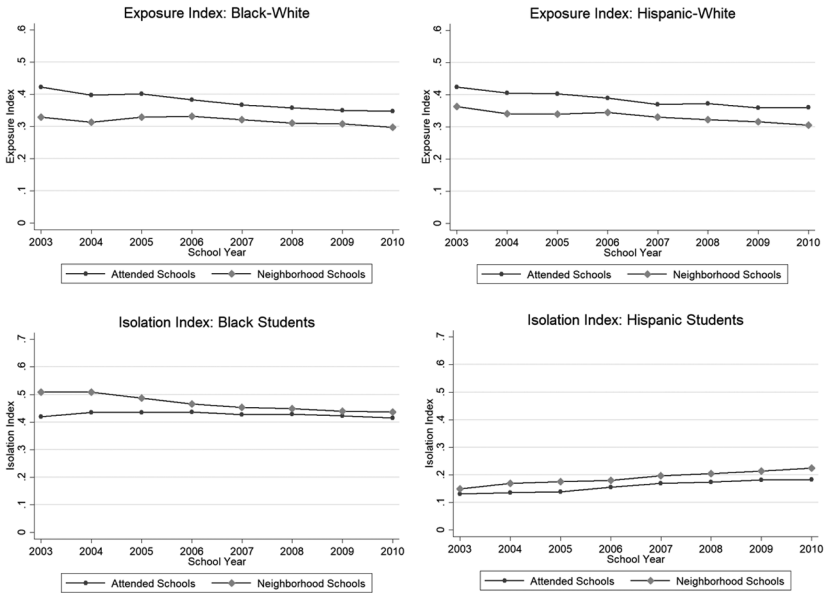 Exposure Index: Black-White
Exposure Index
.6
.5
.4
.3
.2
.1
0
2003 2004 2005 2006 2007 2008 2009 2010
School Year
Attended Schools Neighborhood Schools
Exposure Index: Hispanic-White
Exposure Index
.6
.5
.4
.3
.2
.1
0
2003 2004 2005 2006 2007 2008 2009 2010
School Year
Attended Schools Neighborhood Schools
Isolation Index: Black Students
Isolation Index
.7
.6
.5
.4
.3
.2
.1
0
2003 2004 2005 2006 2007 2008 2009 2010
School Year
Attended Schools Neighborhood Schools
Isolation Index: Hispanic Students
Isolation Index
.7
.6
.5
.4
.3
.2
.1
0
2003 2004 2005 2006 2007 2008 2009 2010
School Year
Attended Schools Neighborhood Schools